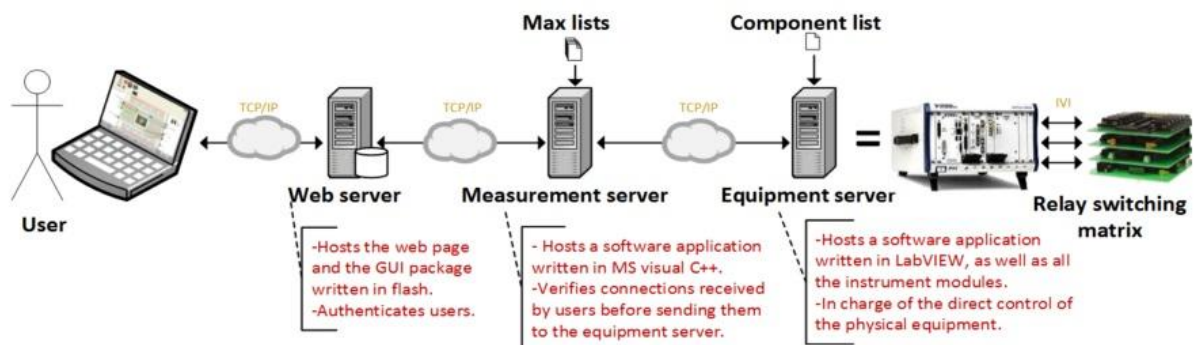 Max lists
Component list
TCP/IP
TCP/IP
TCP/IP
IVI
User
Web server
Measurement server
Equipment server
Relay switching
matrix
-Hosts the web page
and the GUI package
written in flash.
-Authenticates users.
- Hosts a software application
written in MS visual C++.
-Verifies connections received
by users before sending them
to the equipment server.
-Hosts a software application
written in LabVIEW, as well as all
the instrument modules.
-In charge of the direct control of
the physical equipment.